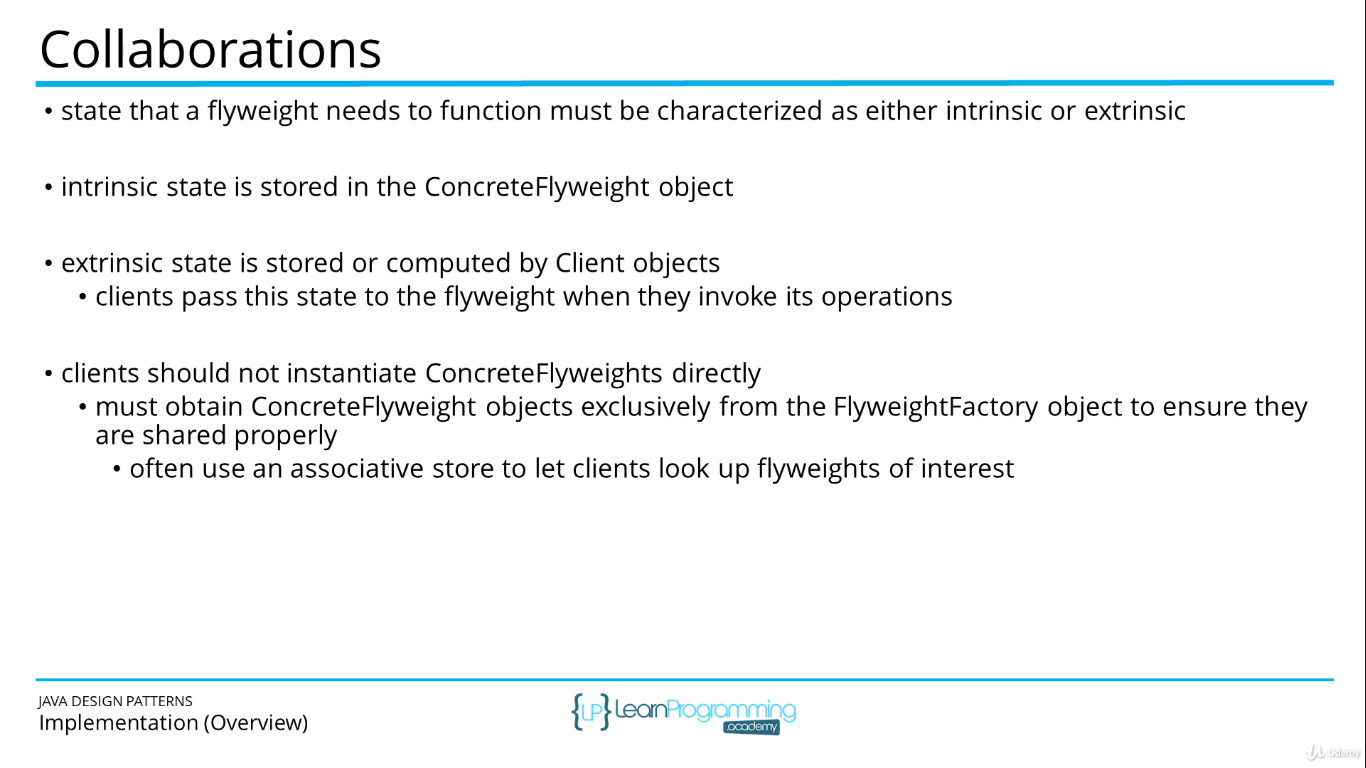 Collaborations
• state that a flyweight needs to function must be characterized as either intrinsic or extrinsic
• intrinsic state is stored in the ConcreteFlyweight object
• extrinsic state is stored or computed by Client objects
• clients pass this state to the flyweight when they invoke its operations
• clients should not instantiate ConcreteFlyweights directly
• must obtain ConcreteFlyweight objects exclusively from the FlyweightFactory object to ensure they
are shared properly
• often use an associative store to let clients look up flyweights of interest
JAVA DESIGN PATTERNS
Implementation (Overview)
{LP} LearnProgramming
.academy
Udemy